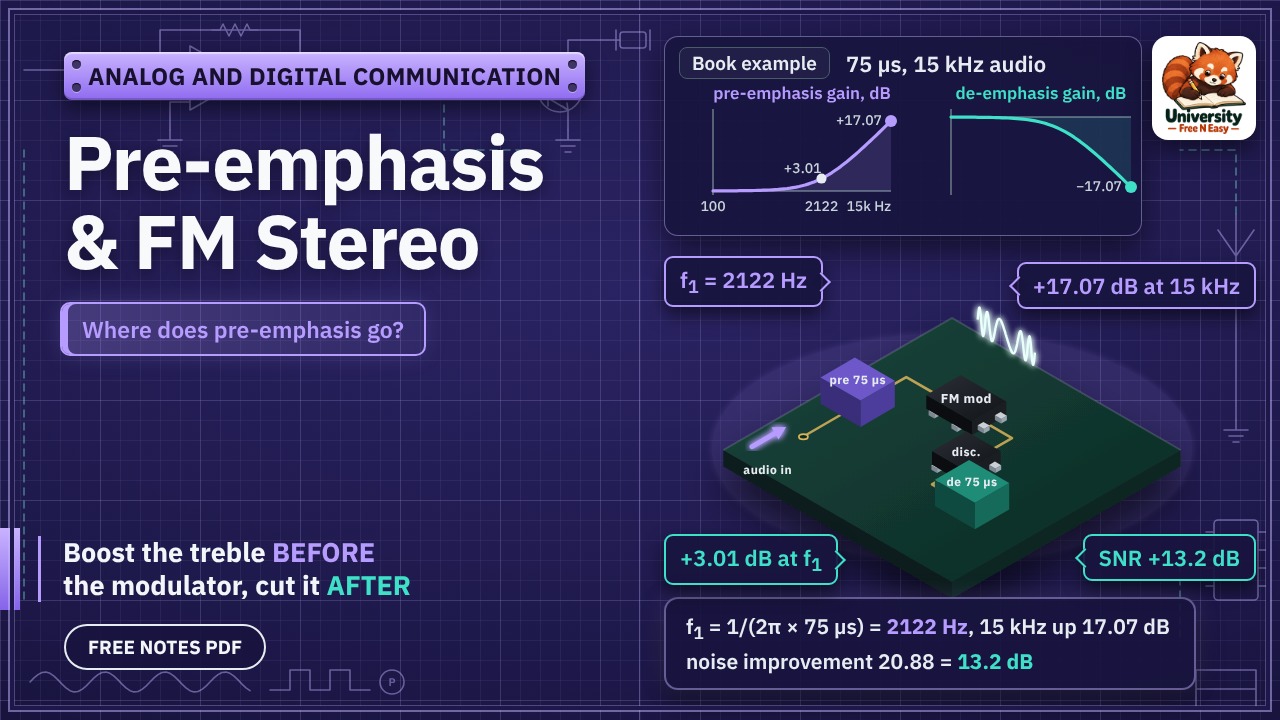 ANALOG AND DIGITAL COMMUNICATION
Pre-emphasis
& FM Stereo
Where does pre-emphasis go?
Boost the treble BEFORE
the modulator, cut it AFTER
FREE NOTES PDF
P
Book example 75 µs, 15 kHz audio
pre-emphasis gain, dB
+17.07
+3.01
100 2122 15k Hz
de-emphasis gain, dB
−17.07
University
Free N Easy
f1 = 2122 Hz
+17.07 dB at 15 kHz
pre 75 µs
FM mod
disc.
audio in
de 75 µs
+3.01 dB at f1
SNR +13.2 dB
f1 = 1/(2π × 75 µs) = 2122 Hz, 15 kHz up 17.07 dB
noise improvement 20.88 = 13.2 dB